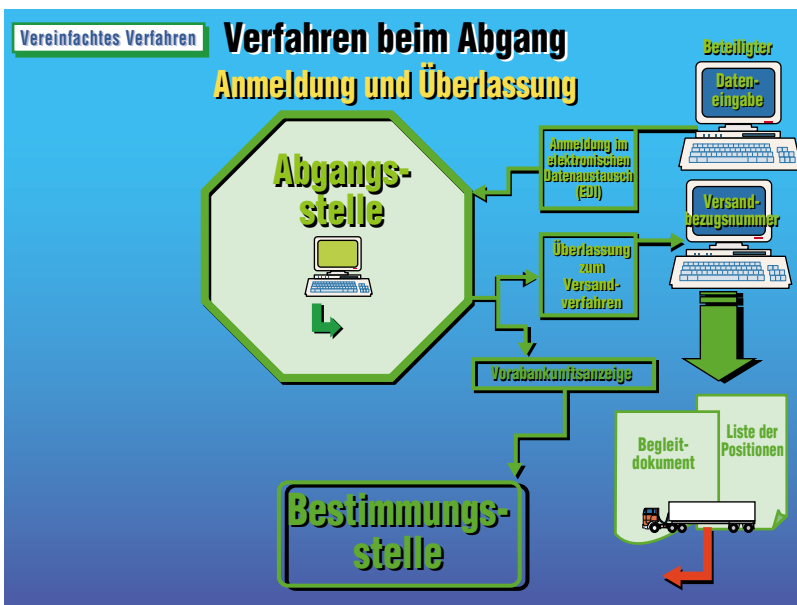 Vereinfachtes Verfahren
Verfahren beim Abgang
Anmeldung und Überlassung
Beteiligter
Daten-
eingabe
Anmeldung im
elektronischen
Datenaustausch
(EDI)
Abgangs-
stelle
Versand-
bezugsnummer
Überlassung
zum
Versand-
verfahren
Vorabankunftsanzeige
Begleit-
dokument
Liste der
Positionen
Bestimmungs-
stelle